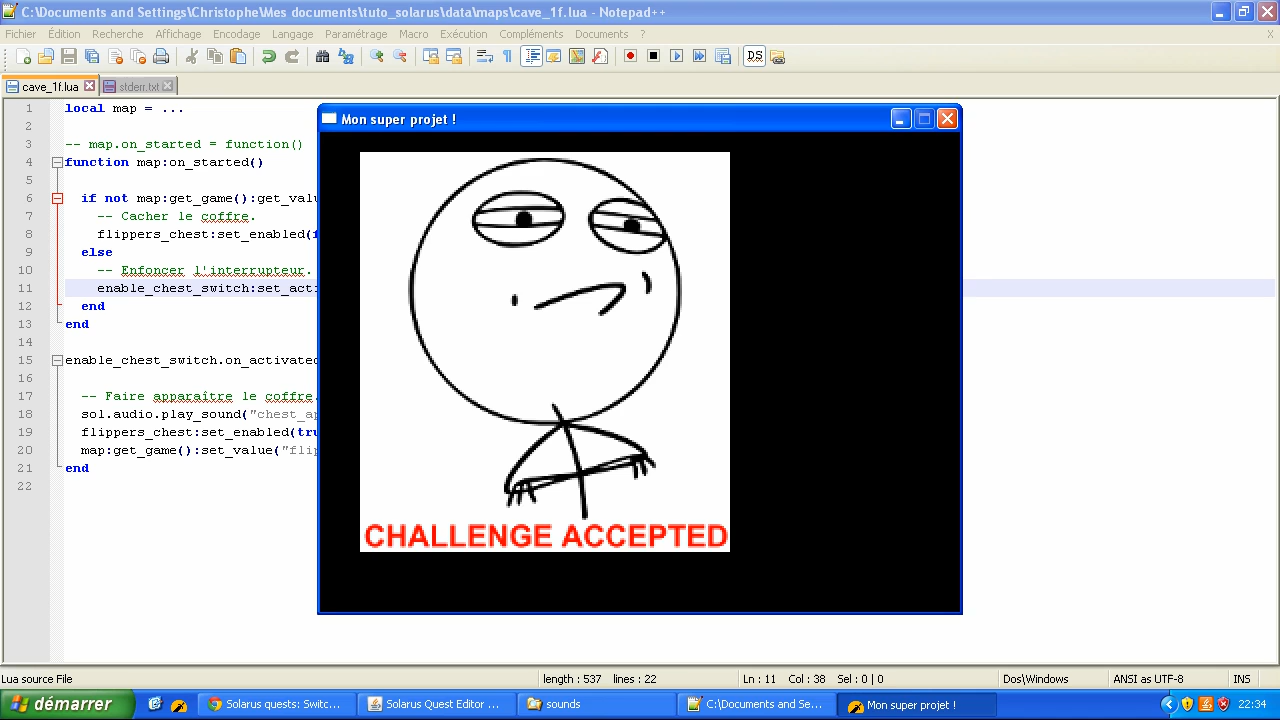 C:\Documents and Settings\Christophe\Mes documents\tuto_solarus\data\maps\cave_1f.lua - Notepad++
Fichier Édition Recherche Affichage Encodage Langage Paramétrage Macro Exécution Compléments Documents ? X
cave_1f.lua stderr.txt
1 local map = ...
2
3 -- map.on_started = function()
4 function map:on_started()
5
6 if not map:get_game():get_valu
7 -- Cacher le coffre.
8 flippers_chest:set_enabled(f
9 else
10 -- Enfoncer l'interrupteur.
11 enable_chest_switch:set_acti
12 end
13 end
14
15 enable_chest_switch.on_activated
16
17 -- Faire apparaître le coffre.
18 sol.audio.play_sound("chest_ap
19 flippers_chest:set_enabled(tru
20 map:get_game():set_value("flip
21 end
22
Mon super projet !
CHALLENGE ACCEPTED
Lua source File length : 537 lines : 22 Ln : 11 Col : 38 Sel : 0 | 0 Dos\Windows ANSI as UTF-8 INS
démarrer Solarus quests: Switc... Solarus Quest Editor ... sounds C:\Documents and Se... Mon super projet ! 22:34